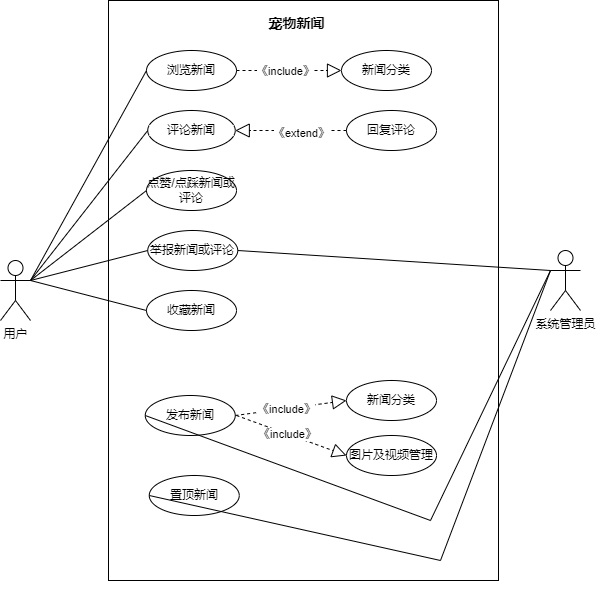 宠物新闻
浏览新闻
《include》
新闻分类
评论新闻
《extend》
回复评论
点赞/点踩新闻或
评论
举报新闻或评论
收藏新闻
用户
系统管理员
发布新闻
《include》
新闻分类
《include》
图片及视频管理
置顶新闻